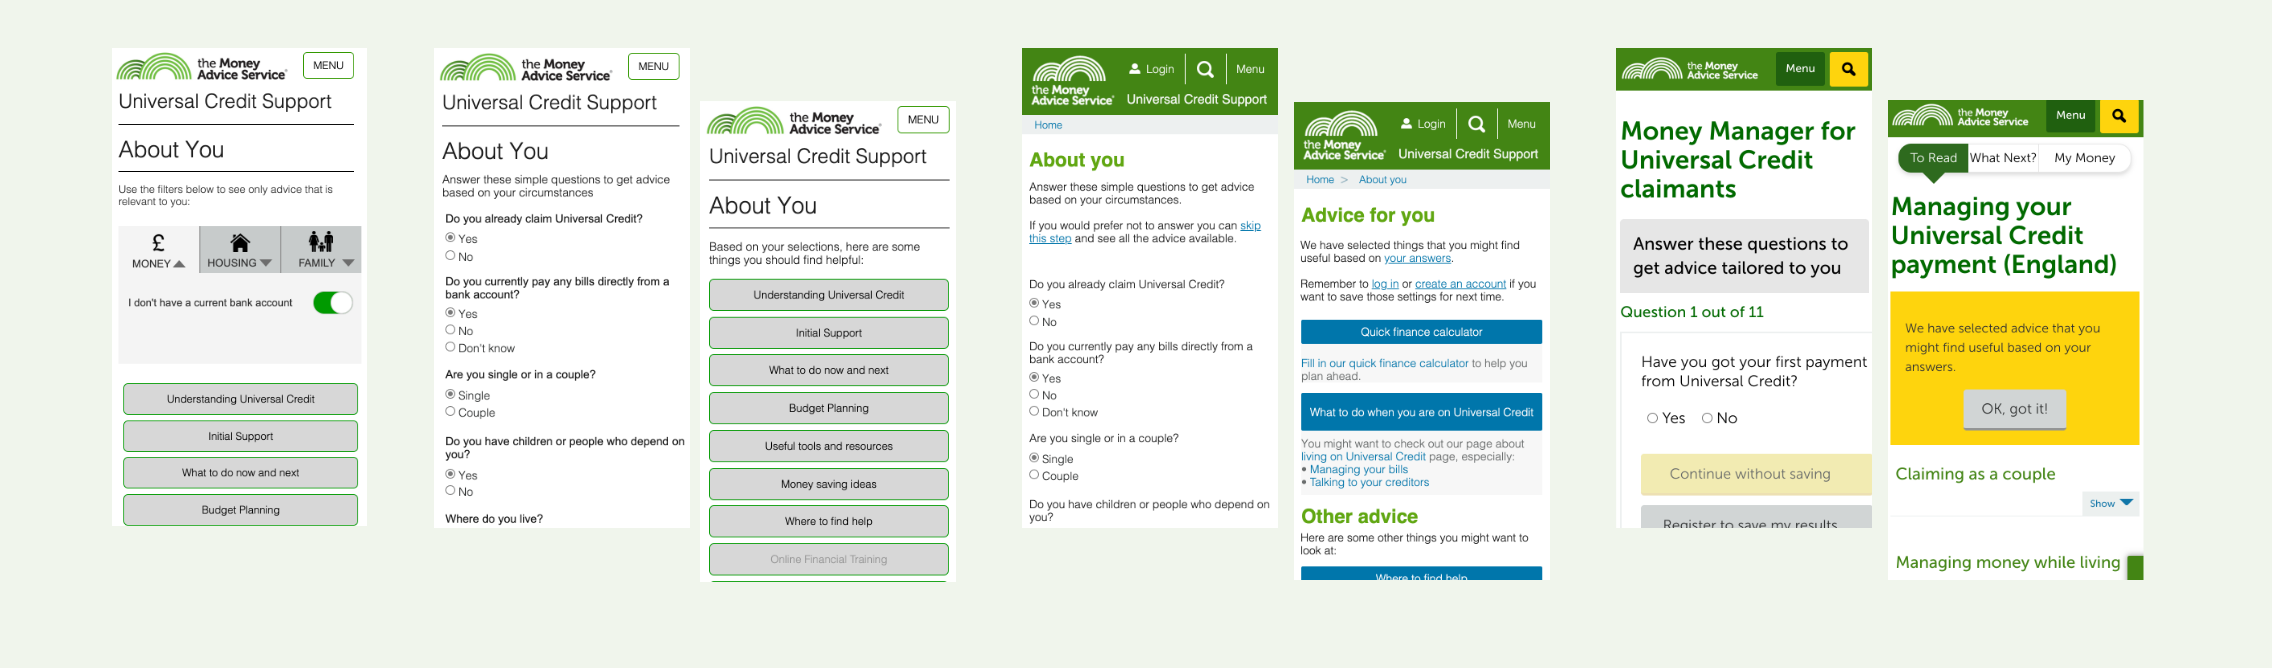 the Money
Advice Service
MENU
Universal Credit Support
About You
Use the filters below to see only advice that is
relevant to you:
£
MONEY
HOUSING
FAMILY
I don't have a current bank account
Understanding Universal Credit
Initial Support
What to do now and next
Budget Planning
the Money
Advice Service
MENU
Universal Credit Support
About You
Answer these simple questions to get advice
based on your circumstances
Do you already claim Universal Credit?
Yes
No
Do you currently pay any bills directly from a
bank account?
Yes
No
Don't know
Are you single or in a couple?
Single
Couple
Do you have children or people who depend on
you?
Yes
No
Where do you live?
the Money
Advice Service
MENU
Universal Credit Support
About You
Based on your selections, here are some
things you should find helpful:
Understanding Universal Credit
Initial Support
What to do now and next
Budget Planning
Useful tools and resources
Money saving ideas
Where to find help
Online Financial Training
the Money
Advice Service
Login
Menu
Universal Credit Support
Home
About you
Answer these simple questions to get advice
based on your circumstances.
If you would prefer not to answer you can skip
this step and see all the advice available.
Do you already claim Universal Credit?
Yes
No
Do you currently pay any bills directly from a
bank account?
Yes
No
Don't know
Are you single or in a couple?
Single
Couple
Do you have children or people who depend on
you?
the Money
Advice Service
Login
Menu
Universal Credit Support
Home > About you
Advice for you
We have selected things that you might find
useful based on your answers.
Remember to log in or create an account if you
want to save those settings for next time.
Quick finance calculator
Fill in our quick finance calculator to help you
plan ahead.
What to do when you are on Universal Credit
You might want to check out our page about
living on Universal Credit page, especially:
• Managing your bills
• Talking to your creditors
Other advice
Here are some other things you might want to
look at:
Where to find help
the Money
Advice Service
Menu
Money Manager for
Universal Credit
claimants
Answer these questions to
get advice tailored to you
Question 1 out of 11
Have you got your first payment
from Universal Credit?
Yes No
Continue without saving
Register to save my results
the Money
Advice Service
Menu
To Read
What Next?
My Money
Managing your
Universal Credit
payment (England)
We have selected advice that you
might find useful based on your
answers.
OK, got it!
Claiming as a couple
Show
Managing money while living